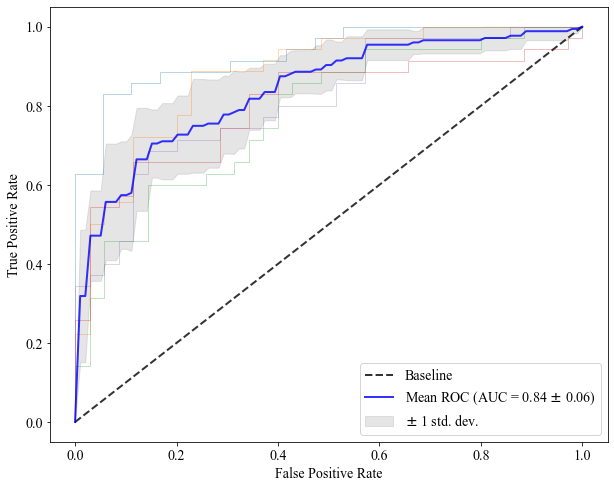 1.0
0.8
0.6
0.4
0.2
0.0
True Positive Rate
0.0 0.2 0.4 0.6 0.8 1.0
False Positive Rate
Baseline
Mean ROC (AUC = 0.84 ± 0.06)
± 1 std. dev.